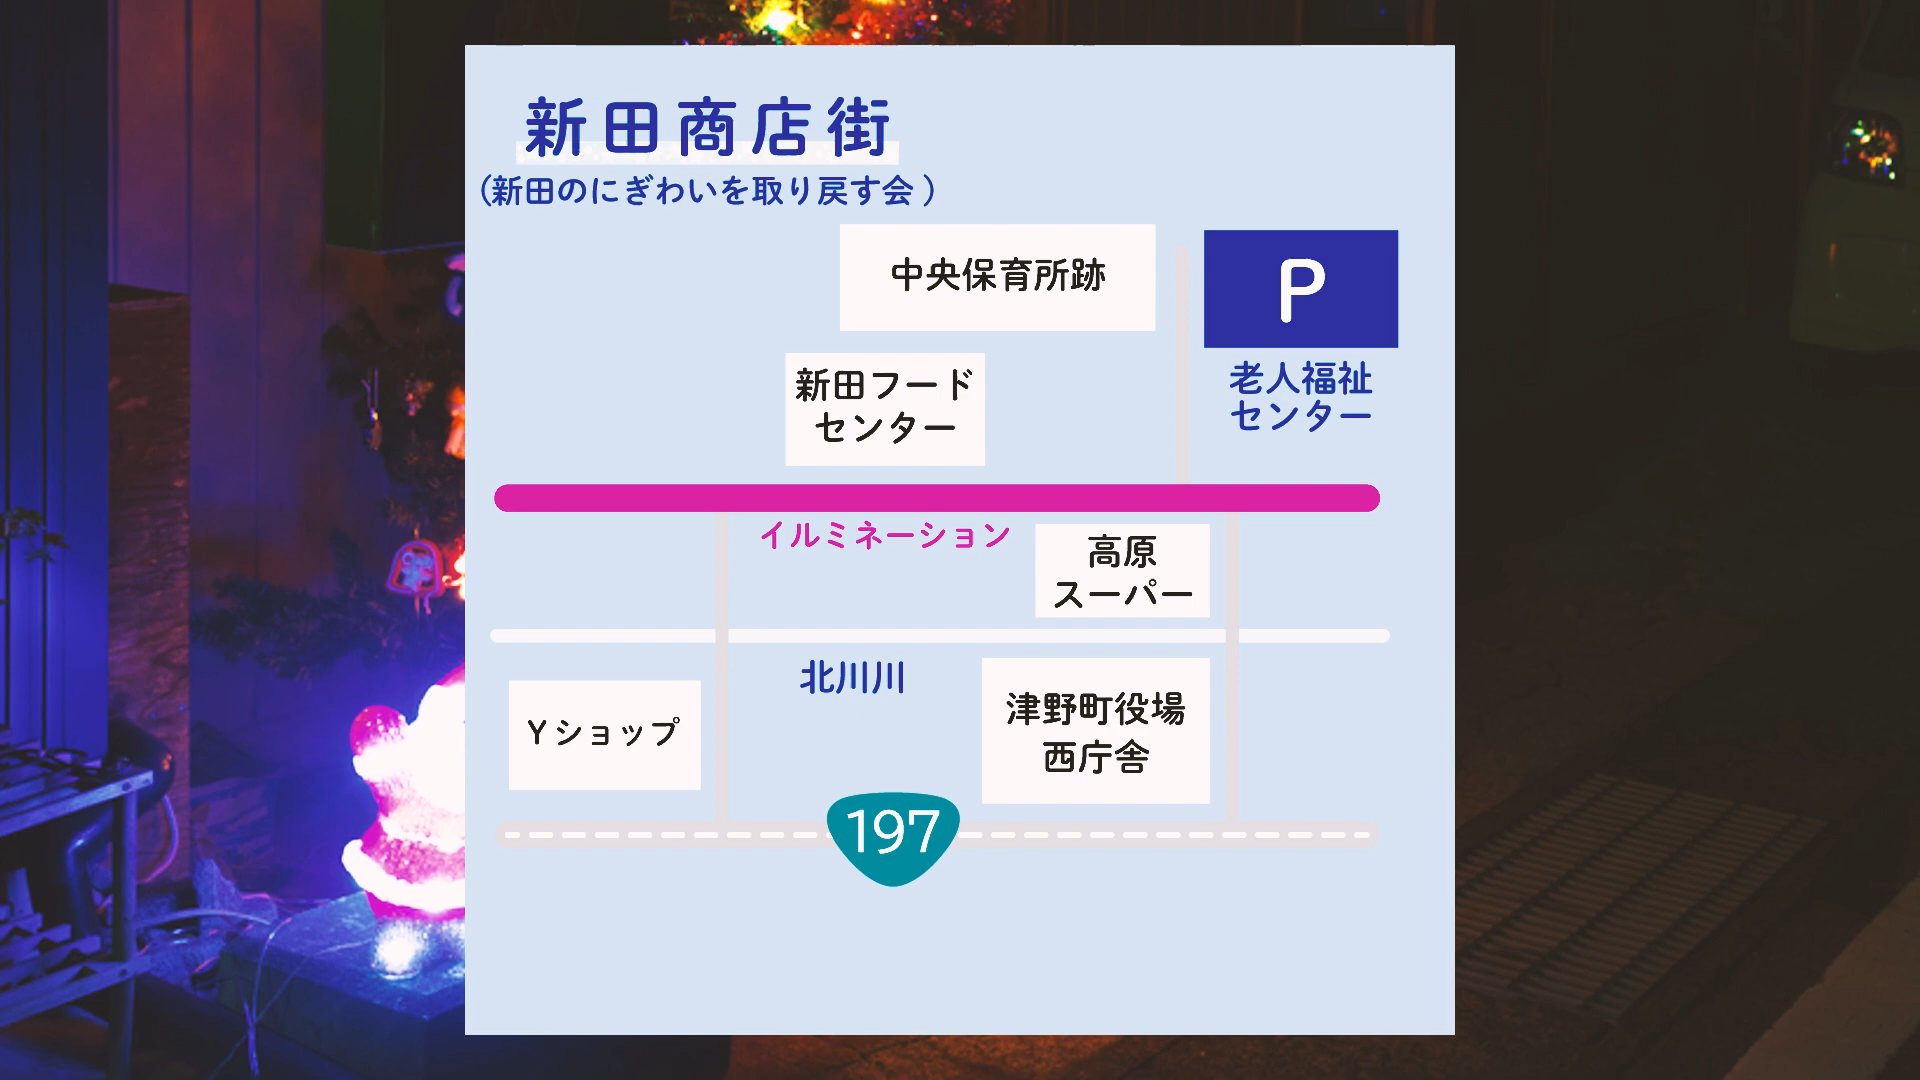 新田商店街
(新田のにぎわいを取り戻す会)
中央保育所跡
P
老人福祉
センター
新田フード
センター
イルミネーション
高原
スーパー
北川川
Yショップ
津野町役場
西庁舎
197